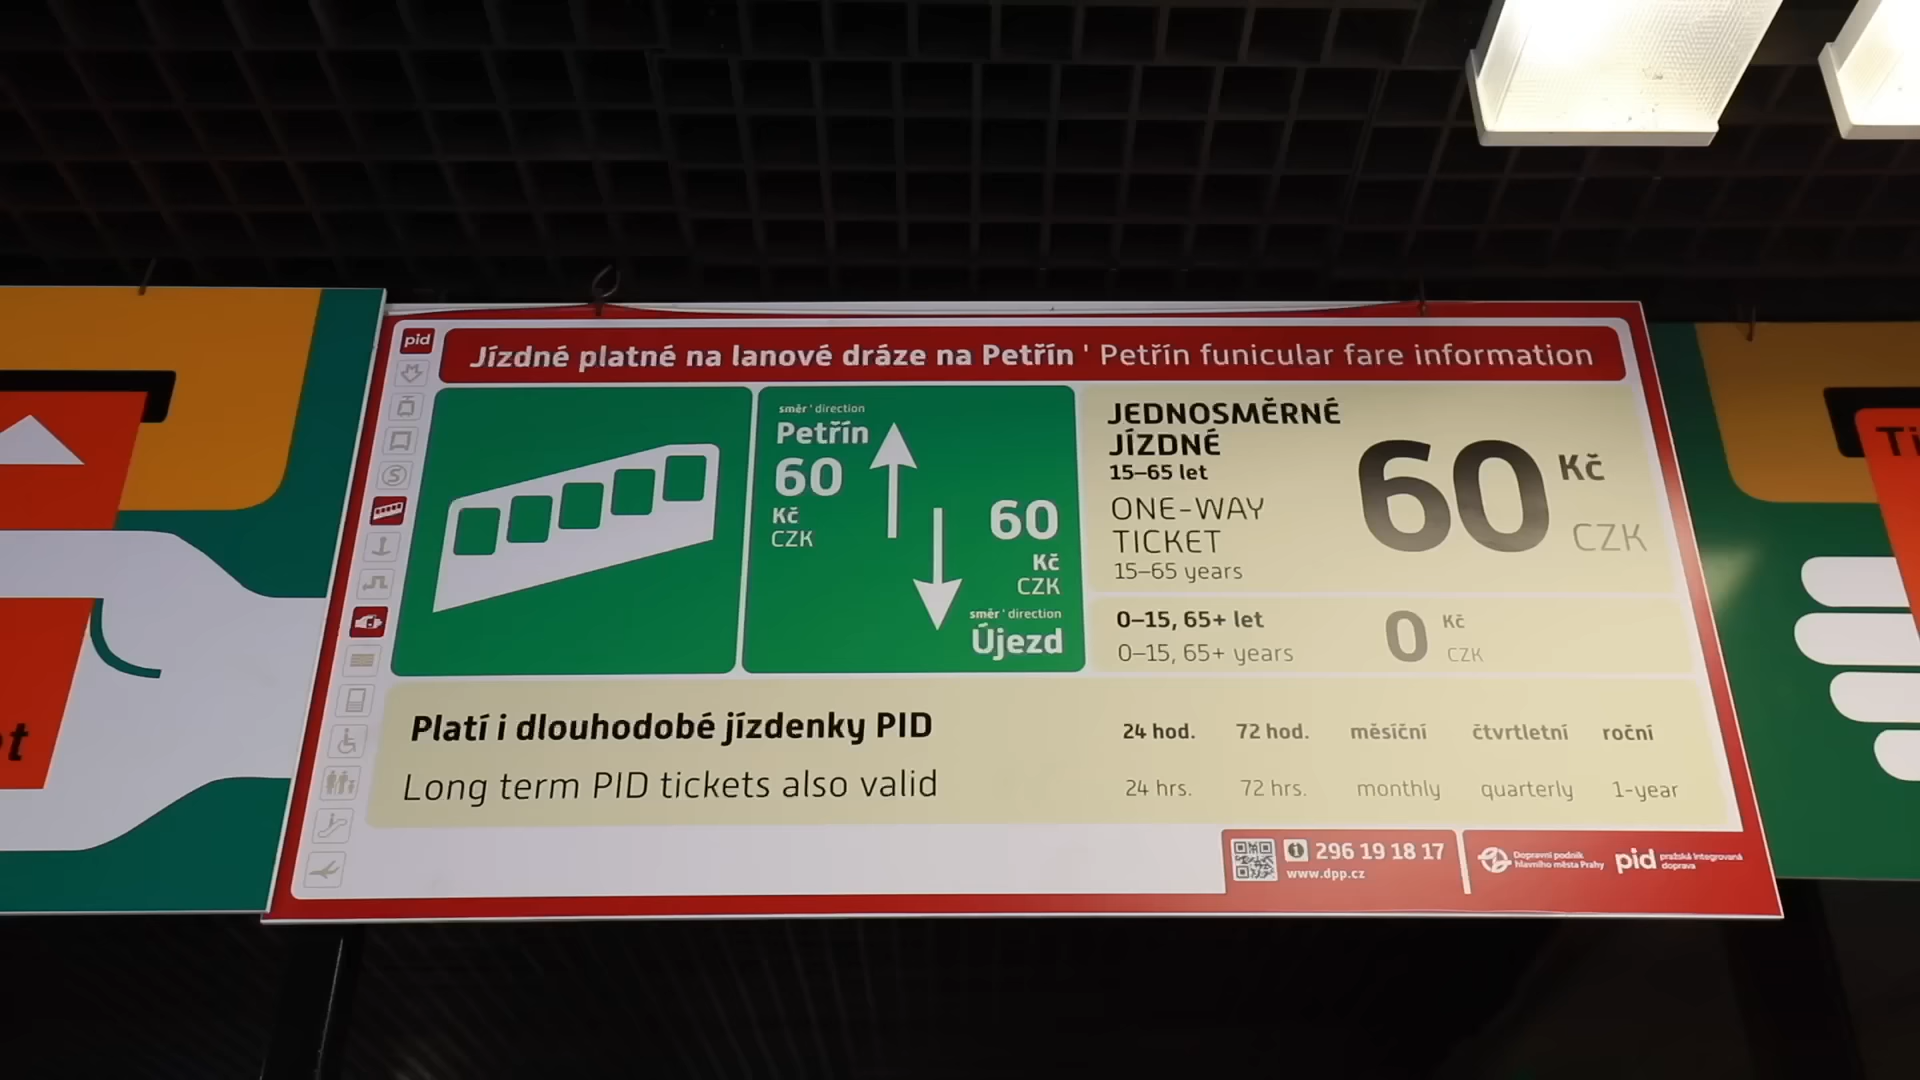 pid
Jízdné platné na lanové dráze na Petřín ' Petřín funicular fare information
směr ' direction
Petřín
60
Kč
CZK
60
Kč
CZK
směr ' direction
Újezd
JEDNOSMĚRNÉ
JÍZDNÉ
15–65 let
ONE-WAY
TICKET
15–65 years
60 Kč
CZK
0–15, 65+ let
0–15, 65+ years
0 Kč
CZK
Platí i dlouhodobé jízdenky PID
24 hod. 72 hod. měsíční čtvrtletní roční
Long term PID tickets also valid
24 hrs. 72 hrs. monthly quarterly 1-year
296 19 18 17
www.dpp.cz
Dopravní podnik
hlavního města Prahy
pid pražská integrovaná
doprava
Ti
et